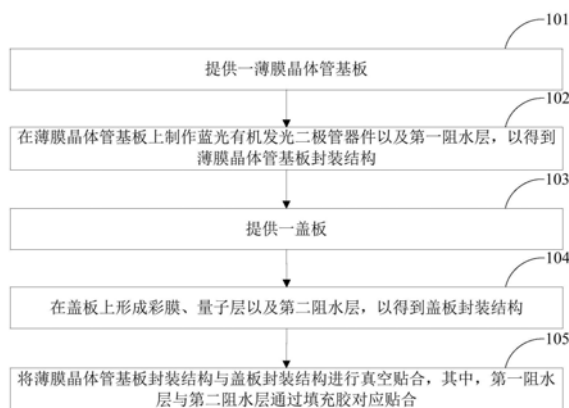 101
提供一薄膜晶体管基板
102
在薄膜晶体管基板上制作蓝光有机发光二极管器件以及第一阻水层，以得到
薄膜晶体管基板封装结构
103
提供一盖板
104
在盖板上形成彩膜、量子层以及第二阻水层，以得到盖板封装结构
105
将薄膜晶体管基板封装结构与盖板封装结构进行真空贴合，其中，第一阻水
层与第二阻水层通过填充胶对应贴合